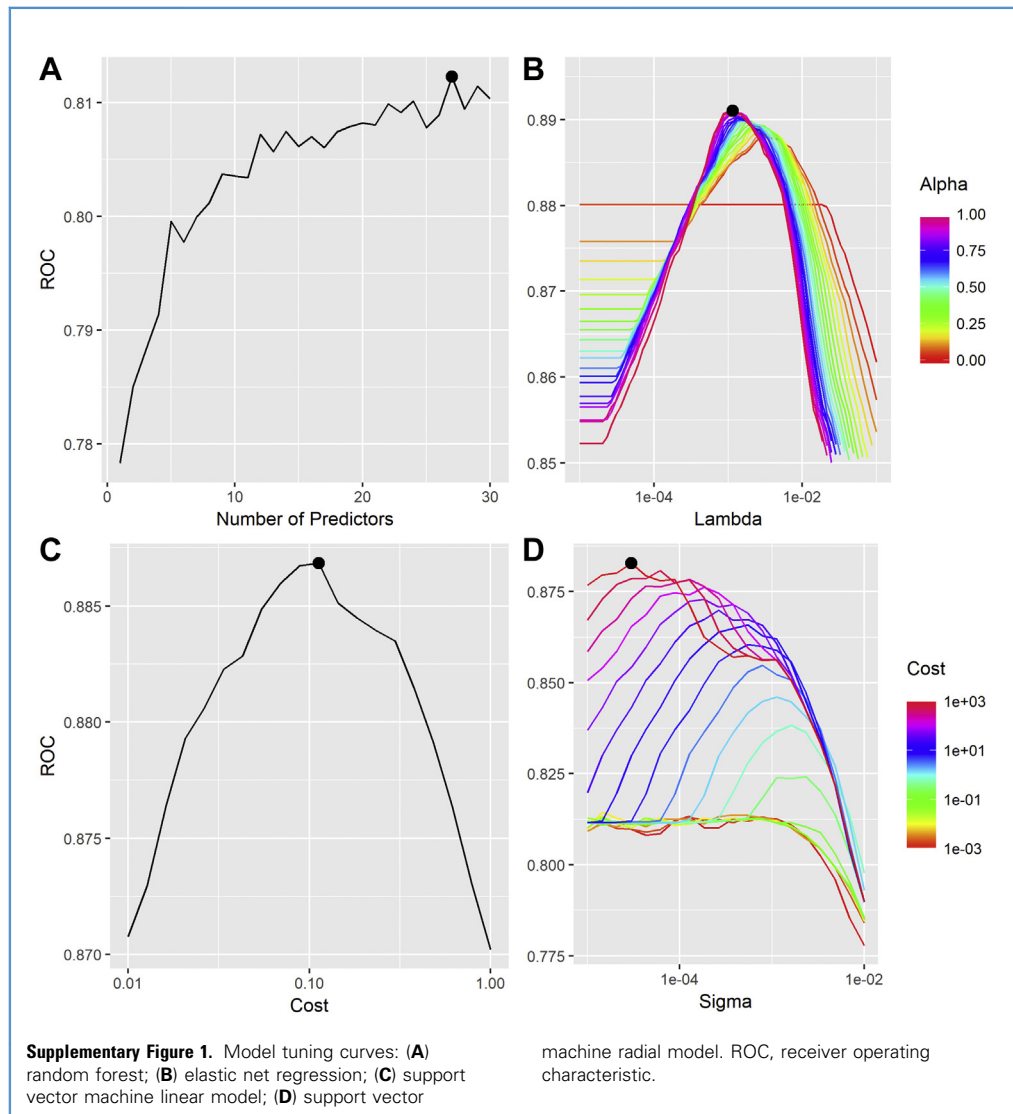 A
0.81
0.80
0.79
0.78
ROC
0
10
20
30
Number of Predictors
B
0.89
0.88
0.87
0.86
0.85
1e-04
1e-02
Lambda
Alpha
1.00
0.75
0.50
0.25
0.00
C
0.885
0.880
0.875
0.870
ROC
0.01
0.10
1.00
Cost
D
0.875
0.850
0.825
0.800
0.775
1e-04
1e-02
Sigma
Cost
1e+03
1e+01
1e-01
1e-03
Supplementary Figure 1. Model tuning curves: (A)
random forest; (B) elastic net regression; (C) support
vector machine linear model; (D) support vector
machine radial model. ROC, receiver operating
characteristic.